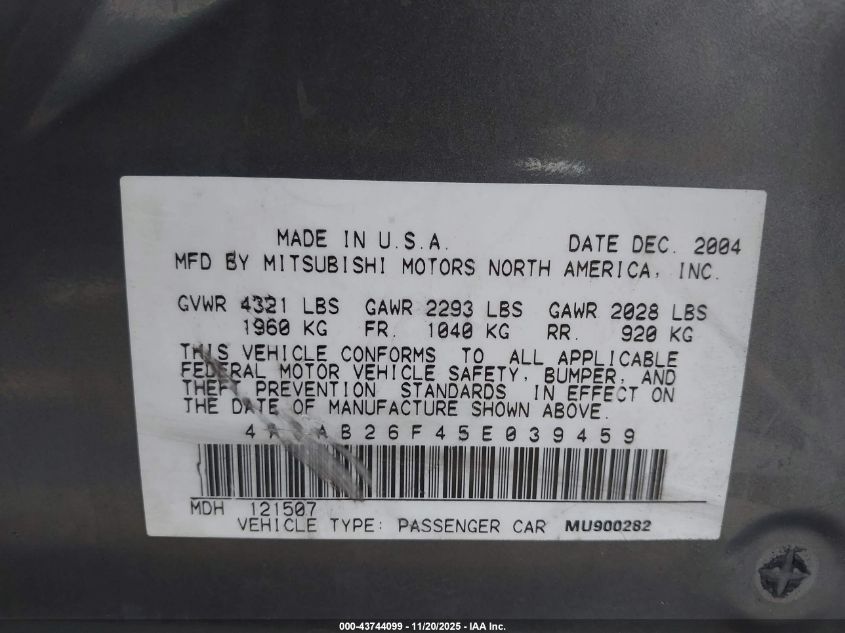 MADE IN U.S.A. DATE DEC. 2004
MFD BY MITSUBISHI MOTORS NORTH AMERICA, INC.
GVWR 4321 LBS GAWR 2293 LBS GAWR 2028 LBS
1960 KG FR. 1040 KG RR. 920 KG
THIS VEHICLE CONFORMS TO ALL APPLICABLE
FEDERAL MOTOR VEHICLE SAFETY, BUMPER, AND
THEFT PREVENTION STANDARDS IN EFFECT ON
THE DATE OF MANUFACTURE SHOWN ABOVE.
4A3AB26F45E039459
MDH 121507
VEHICLE TYPE: PASSENGER CAR MU900282
000-43744099 - 11/20/2025 - IAA Inc.